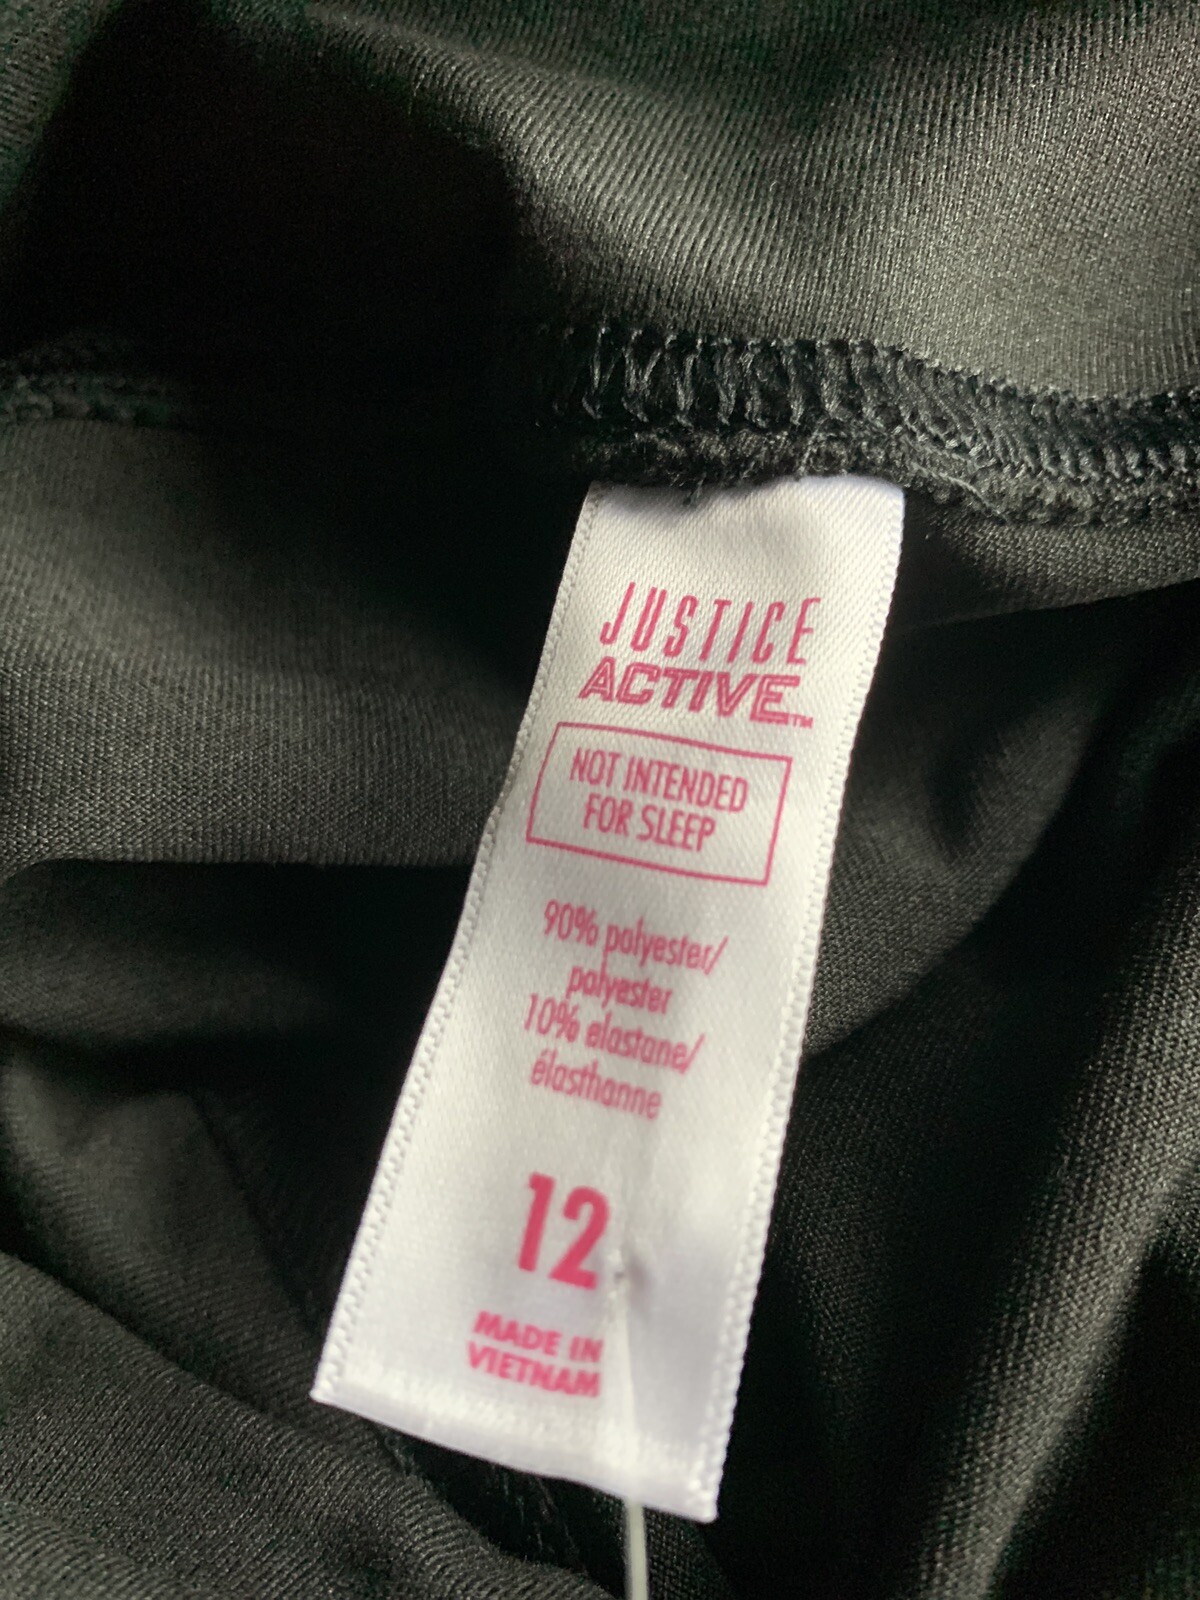 JUSTICE
ACTIVE™
NOT INTENDED
FOR SLEEP
90% polyester/
polyester
10% elastane/
élasthanne
12
MADE IN
VIETNAM